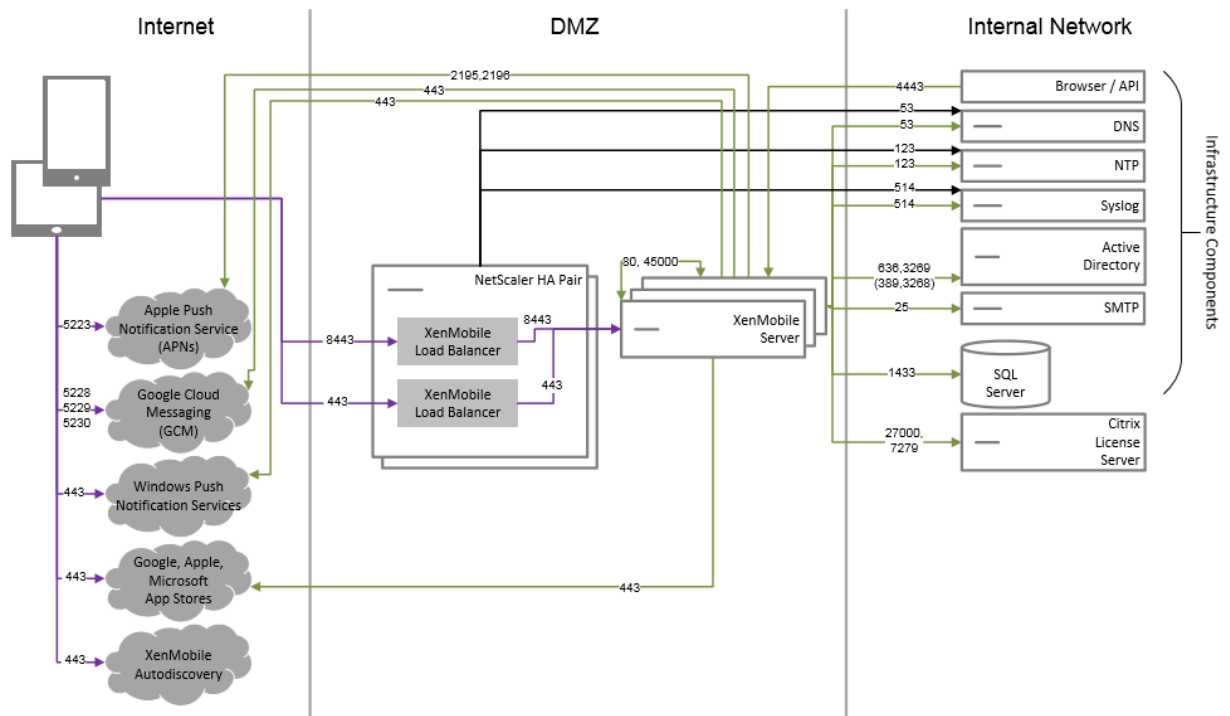 Internet
DMZ
Internal Network
2195,2196
443
443
4443
Browser / API
53
53
DNS
123
123
NTP
514
514
Syslog
636,3269
(389,3268)
Active
Directory
25
SMTP
1433
SQL
Server
27000,
7279
Citrix
License
Server
Infrastructure Components
NetScaler HA Pair
80, 45000
XenMobile
Server
8443
XenMobile
Load Balancer
8443
443
XenMobile
Load Balancer
443
5223
Apple Push
Notification Service
(APNs)
5228
5229
5230
Google Cloud
Messaging
(GCM)
443
Windows Push
Notification Services
443
Google, Apple,
Microsoft
App Stores
443
443
XenMobile
Autodiscovery